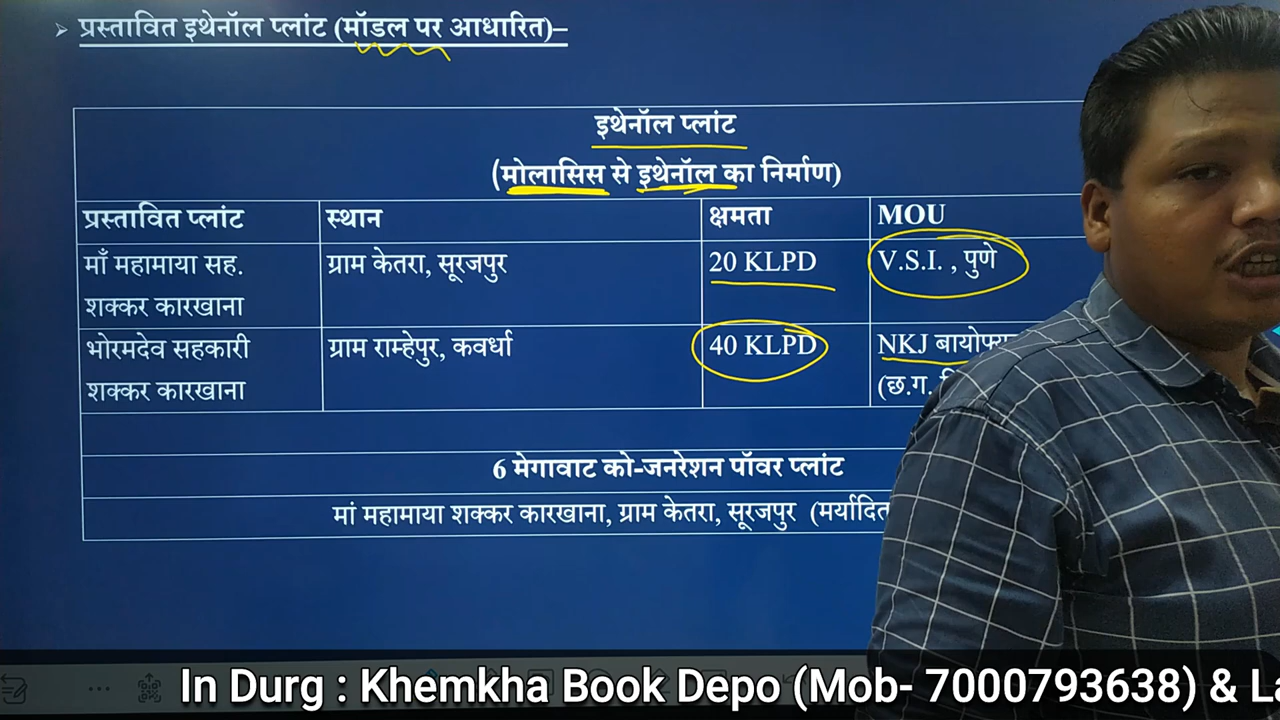 ➢ प्रस्तावित इथेनॉल प्लांट (मॉडल पर आधारित)–
इथेनॉल प्लांट
(मोलासिस से इथेनॉल का निर्माण)
प्रस्तावित प्लांट स्थान क्षमता MOU
माँ महामाया सह. ग्राम केतरा, सूरजपुर 20 KLPD V.S.I. , पुणे
शक्कर कारखाना
भोरमदेव सहकारी ग्राम राम्हेपुर, कवर्धा 40 KLPD NKJ
शक्कर कारखाना (छ.ग.
6 मेगावाट को-जनरेशन पॉवर प्लांट
मां महामाया शक्कर कारखाना, ग्राम केतरा, सूरजपुर (मर्यादित
In Durg : Khemkha Book Depo (Mob- 7000793638) &